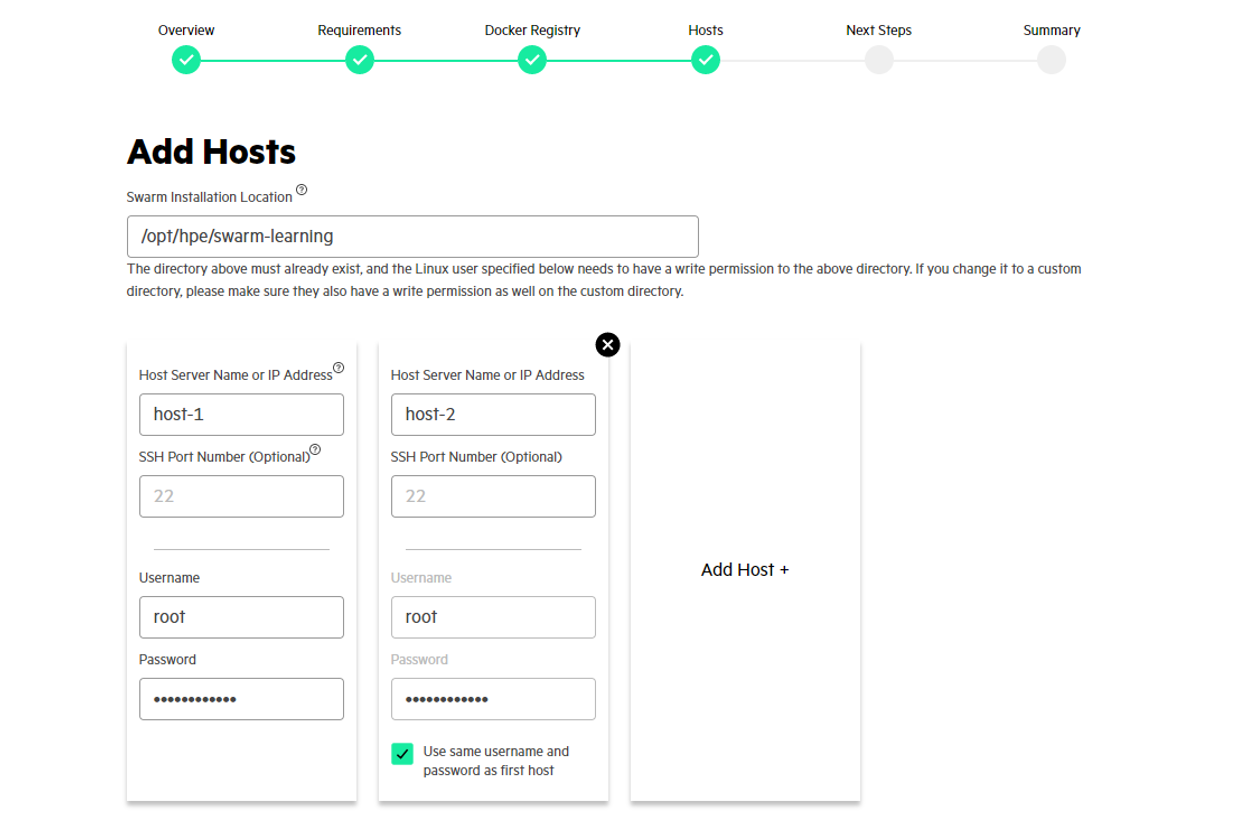 Overview
Requirements
Docker Registry
Hosts
Next Steps
Summary
Add Hosts
Swarm Installation Location
/opt/hpe/swarm-learning
The directory above must already exist, and the Linux user specified below needs to have a write permission to the above directory. If you change it to a custom
directory, please make sure they also have a write permission as well on the custom directory.
Host Server Name or IP Address
host-1
SSH Port Number (Optional)
22
Username
root
Password
••••••••••••
Host Server Name or IP Address
host-2
SSH Port Number (Optional)
22
Username
root
Password
••••••••••••
Use same username and
password as first host
Add Host +